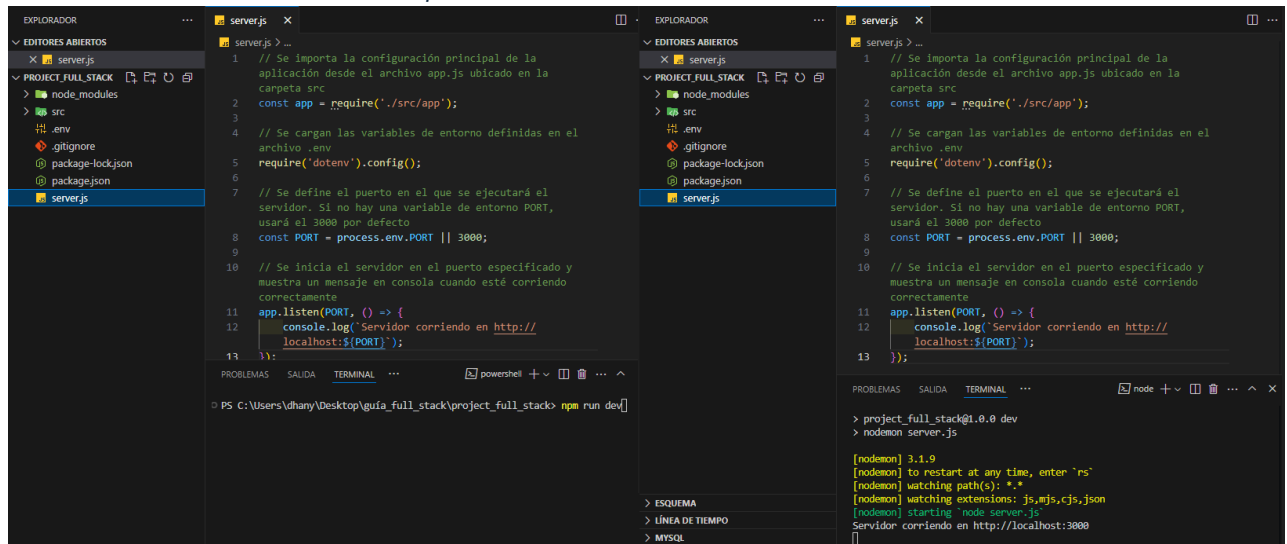 EXPLORADOR ...
EDITORES ABIERTOS
server.js
PROJECT_FULL_STACK
node_modules
src
.env
.gitignore
package-lock.json
package.json
server.js
server.js
server.js > ...
1 // Se importa la configuración principal de la
aplicación desde el archivo app.js ubicado en la
carpeta src
2 const app = require('./src/app');
3
4 // Se cargan las variables de entorno definidas en el
archivo .env
5 require('dotenv').config();
6
7 // Se define el puerto en el que se ejecutará el
servidor. Si no hay una variable de entorno PORT,
usará el 3000 por defecto
8 const PORT = process.env.PORT || 3000;
9
10 // Se inicia el servidor en el puerto especificado y
muestra un mensaje en consola cuando esté corriendo
correctamente
11 app.listen(PORT, () => {
12 console.log(`Servidor corriendo en http://
localhost:${PORT}`);
13 });
PROBLEMAS SALIDA TERMINAL ... powershell
PS C:\Users\dhany\Desktop\guía_full_stack\project_full_stack> npm run dev
EXPLORADOR ...
EDITORES ABIERTOS
server.js
PROJECT_FULL_STACK
node_modules
src
.env
.gitignore
package-lock.json
package.json
server.js
ESQUEMA
LÍNEA DE TIEMPO
MYSQL
server.js
server.js > ...
1 // Se importa la configuración principal de la
aplicación desde el archivo app.js ubicado en la
carpeta src
2 const app = require('./src/app');
3
4 // Se cargan las variables de entorno definidas en el
archivo .env
5 require('dotenv').config();
6
7 // Se define el puerto en el que se ejecutará el
servidor. Si no hay una variable de entorno PORT,
usará el 3000 por defecto
8 const PORT = process.env.PORT || 3000;
9
10 // Se inicia el servidor en el puerto especificado y
muestra un mensaje en consola cuando esté corriendo
correctamente
11 app.listen(PORT, () => {
12 console.log(`Servidor corriendo en http://
localhost:${PORT}`);
13 });
PROBLEMAS SALIDA TERMINAL ... node
> project_full_stack@1.0.0 dev
> nodemon server.js
[nodemon] 3.1.9
[nodemon] to restart at any time, enter `rs`
[nodemon] watching path(s): *.*
[nodemon] watching extensions: js,mjs,cjs,json
[nodemon] starting `node server.js`
Servidor corriendo en http://localhost:3000